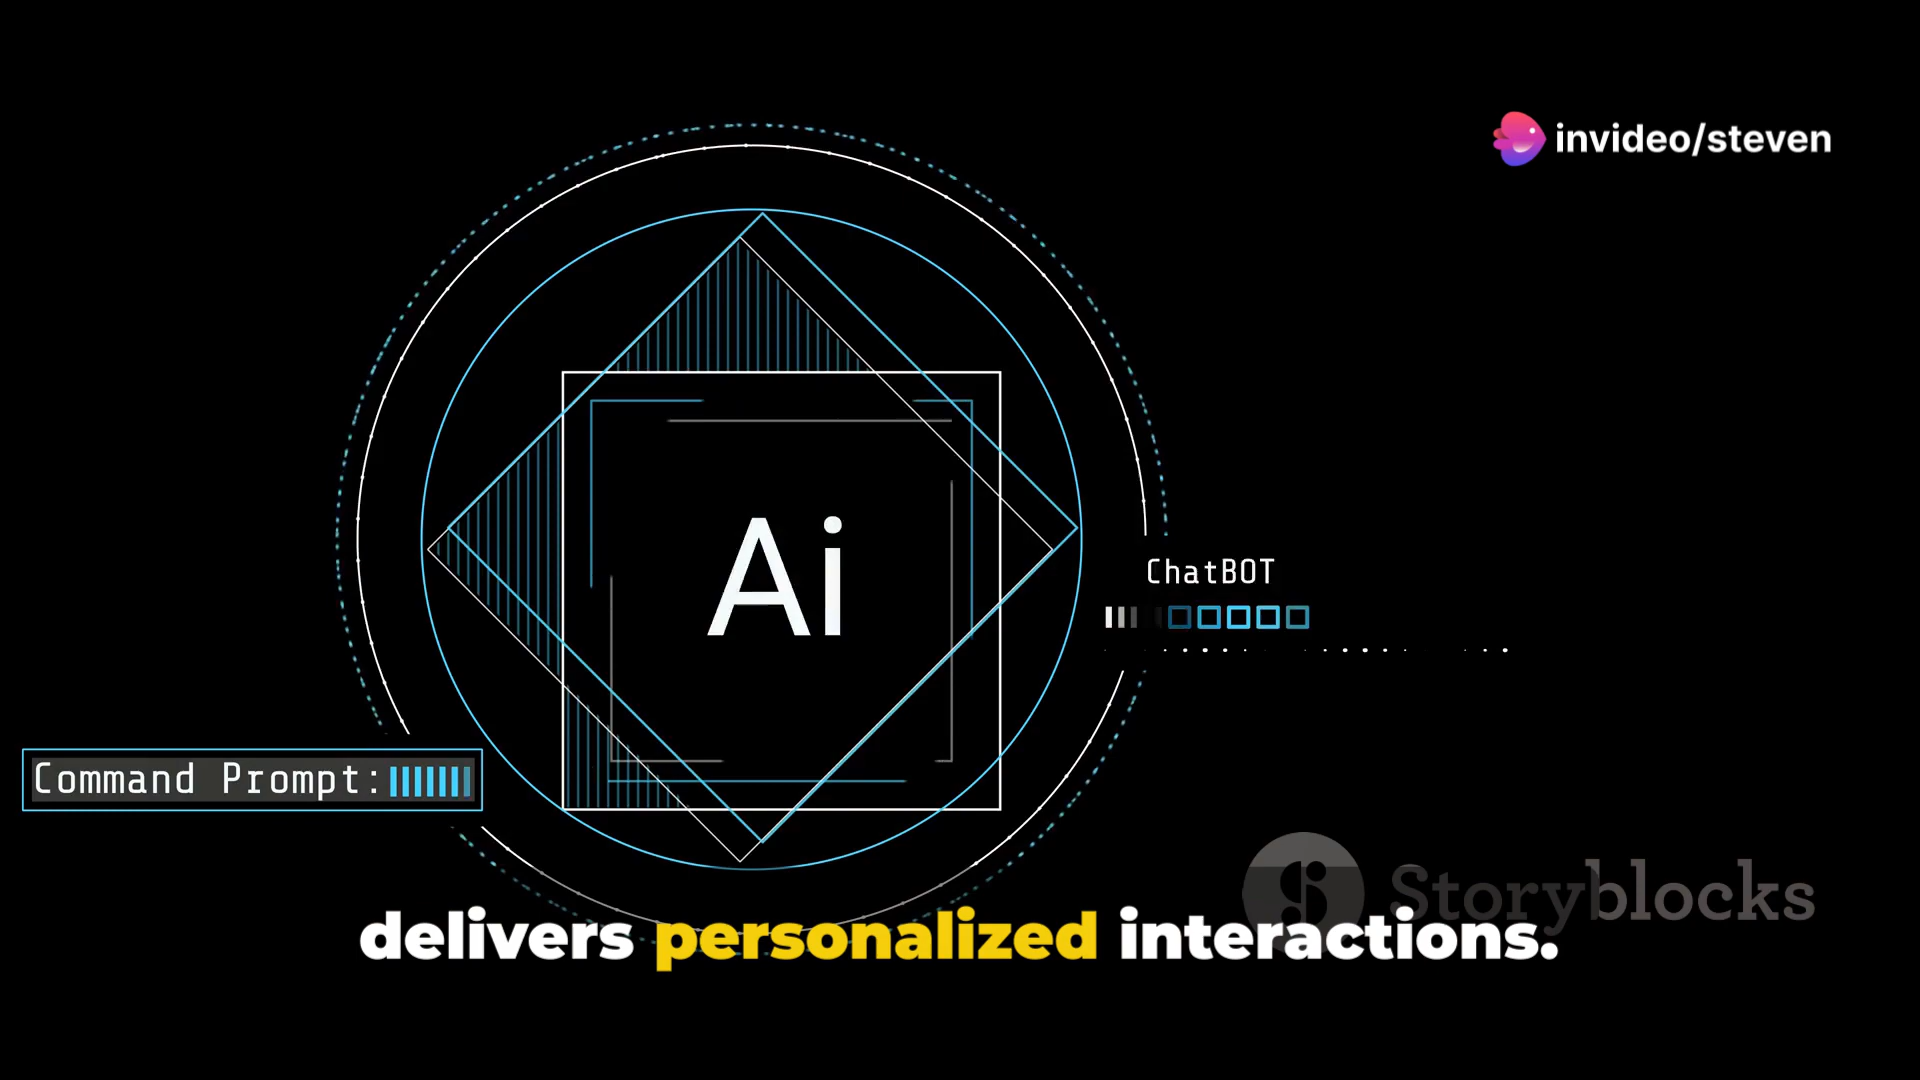 invideo/steven
Ai
ChatBOT
Command Prompt:
Storyblocks
delivers personalized interactions.